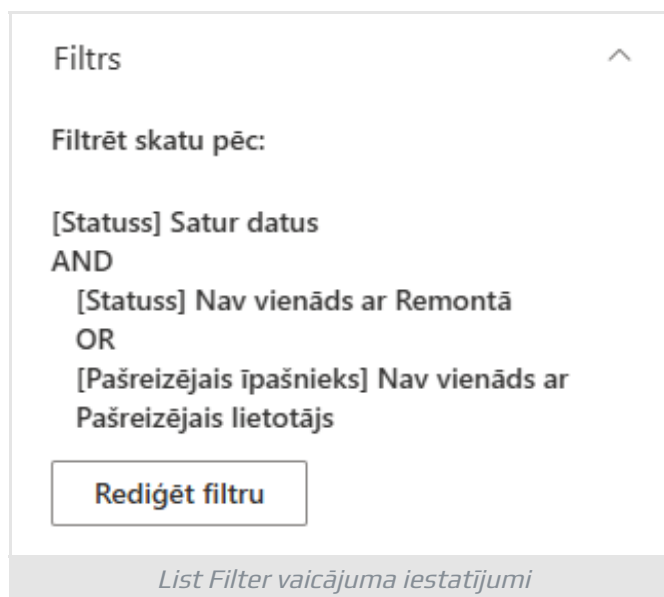 Filtrs
Filtrēt skatu pēc:
[Statuss] Satur datus
AND
[Statuss] Nav vienāds ar Remontā
OR
[Pašreizējais īpašnieks] Nav vienāds ar
Pašreizējais lietotājs
Rediģēt filtru
List Filter vaicājuma iestatījumi